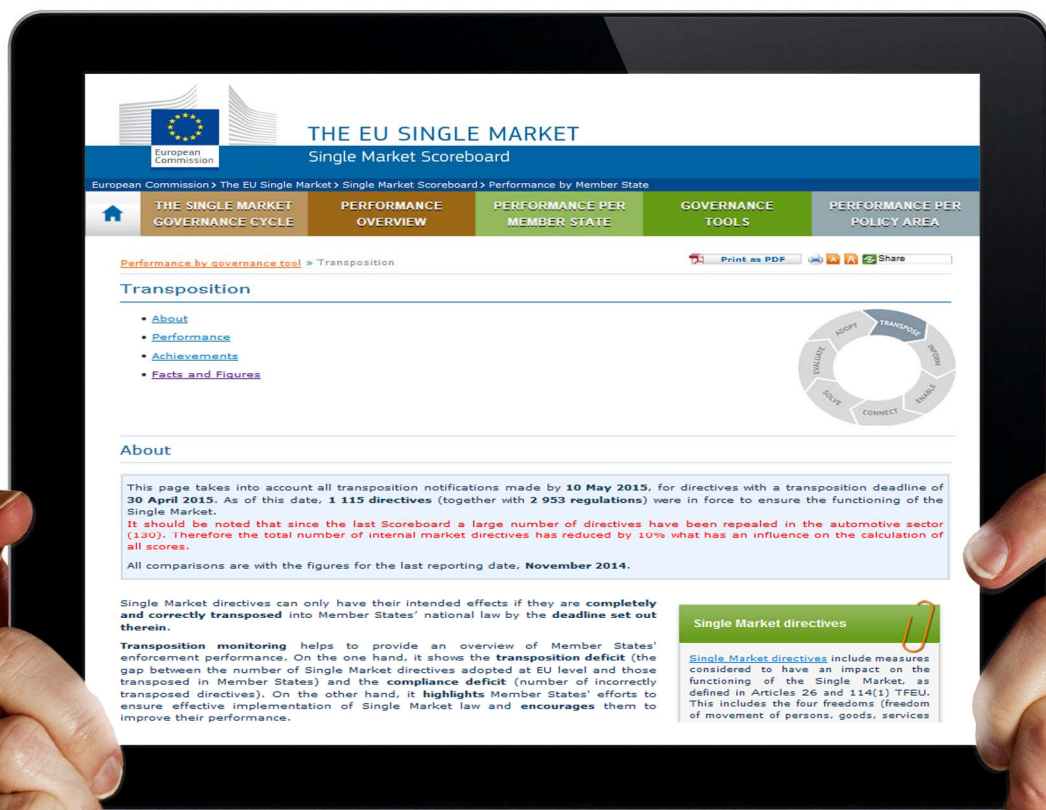 European
Commission
THE EU SINGLE MARKET
Single Market Scoreboard
European Commission > The EU Single Market > Single Market Scoreboard > Performance by Member State
THE SINGLE MARKET
GOVERNANCE CYCLE
PERFORMANCE
OVERVIEW
PERFORMANCE PER
MEMBER STATE
GOVERNANCE
TOOLS
PERFORMANCE PER
POLICY AREA
Performance by governance tool » Transposition
Print as PDF
A A Share
Transposition
• About
• Performance
• Achievements
• Facts and Figures
ADOPT
TRANSPOSE
INFORM
ENABLE
CONNECT
SOLVE
EVALUATE
About
This page takes into account all transposition notifications made by 10 May 2015, for directives with a transposition deadline of
30 April 2015. As of this date, 1 115 directives (together with 2 953 regulations) were in force to ensure the functioning of the
Single Market.
It should be noted that since the last Scoreboard a large number of directives have been repealed in the automotive sector
(130). Therefore the total number of internal market directives has reduced by 10% what has an influence on the calculation of
all scores.
All comparisons are with the figures for the last reporting date, November 2014.
Single Market directives can only have their intended effects if they are completely
and correctly transposed into Member States' national law by the deadline set out
therein.
Transposition monitoring helps to provide an overview of Member States'
enforcement performance. On the one hand, it shows the transposition deficit (the
gap between the number of Single Market directives adopted at EU level and those
transposed in Member States) and the compliance deficit (number of incorrectly
transposed directives). On the other hand, it highlights Member States' efforts to
ensure effective implementation of Single Market law and encourages them to
improve their performance.
Single Market directives
Single Market directives include measures
considered to have an impact on the
functioning of the Single Market, as
defined in Articles 26 and 114(1) TFEU.
This includes the four freedoms (freedom
of movement of persons, goods, services